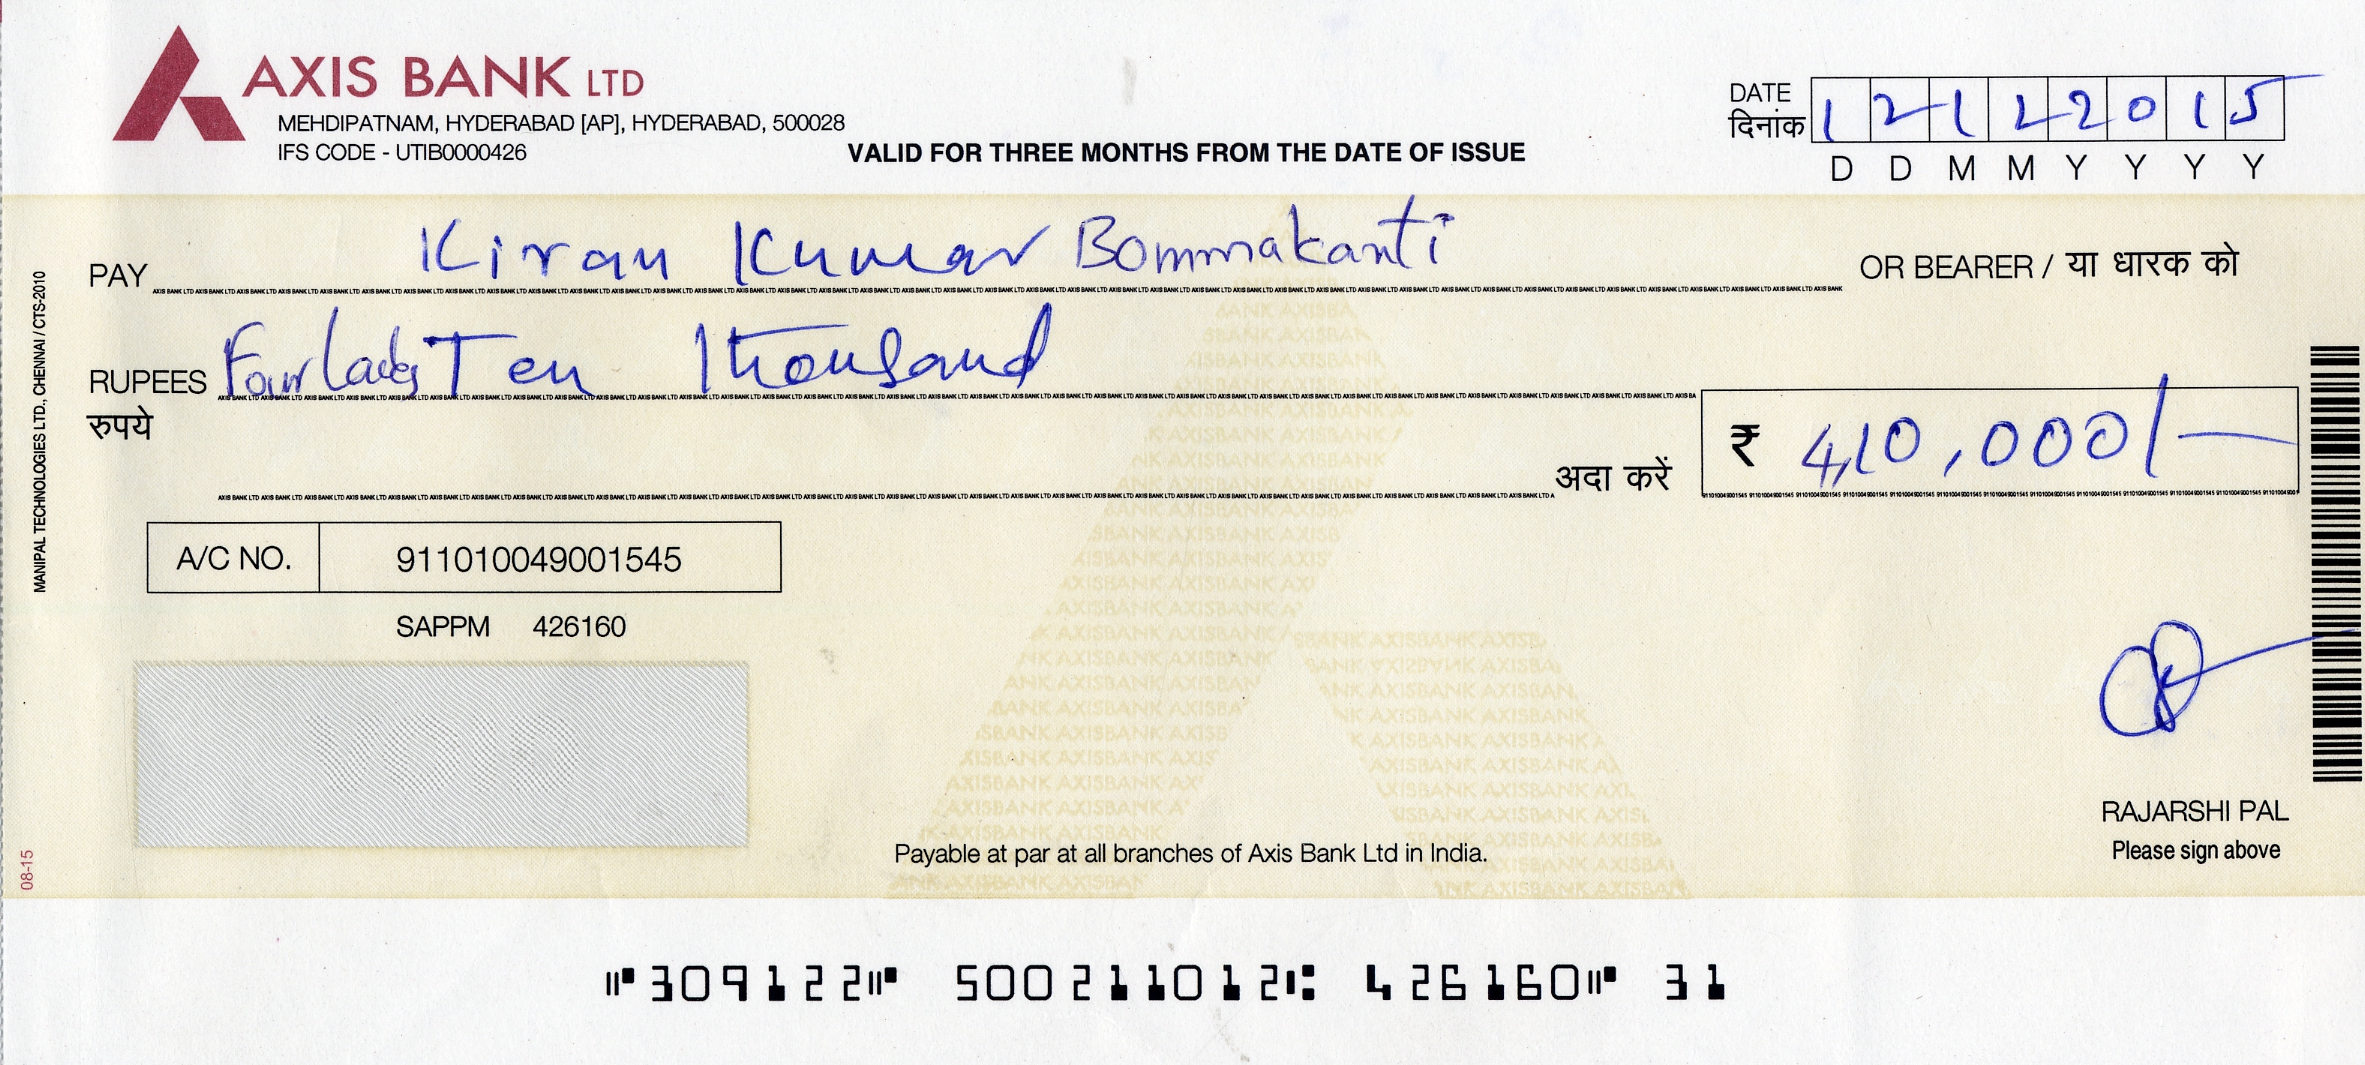 AXIS BANK LTD
MEHDIPATNAM, HYDERABAD [AP], HYDERABAD, 500028
IFS CODE - UTIB0000426
VALID FOR THREE MONTHS FROM THE DATE OF ISSUE
DATE
दिनांक
1 2 1 2 2 0 1 5
D D M M Y Y Y Y
PAY Kiran Kumar Bommakanti OR BEARER / या धारक को
RUPEES Four Lacks Ten Thousand
रुपये
अदा करें ₹ 4,10,000/-
A/C NO. 911010049001545
SAPPM 426160
VOID
RAJARSHI PAL
Please sign above
Payable at par at all branches of Axis Bank Ltd in India.
MANIPAL TECHNOLOGIES LTD., CHENNAI / CTS-2010
08-15
⑈309122⑈ 500211012⑆ 426160⑈ 31